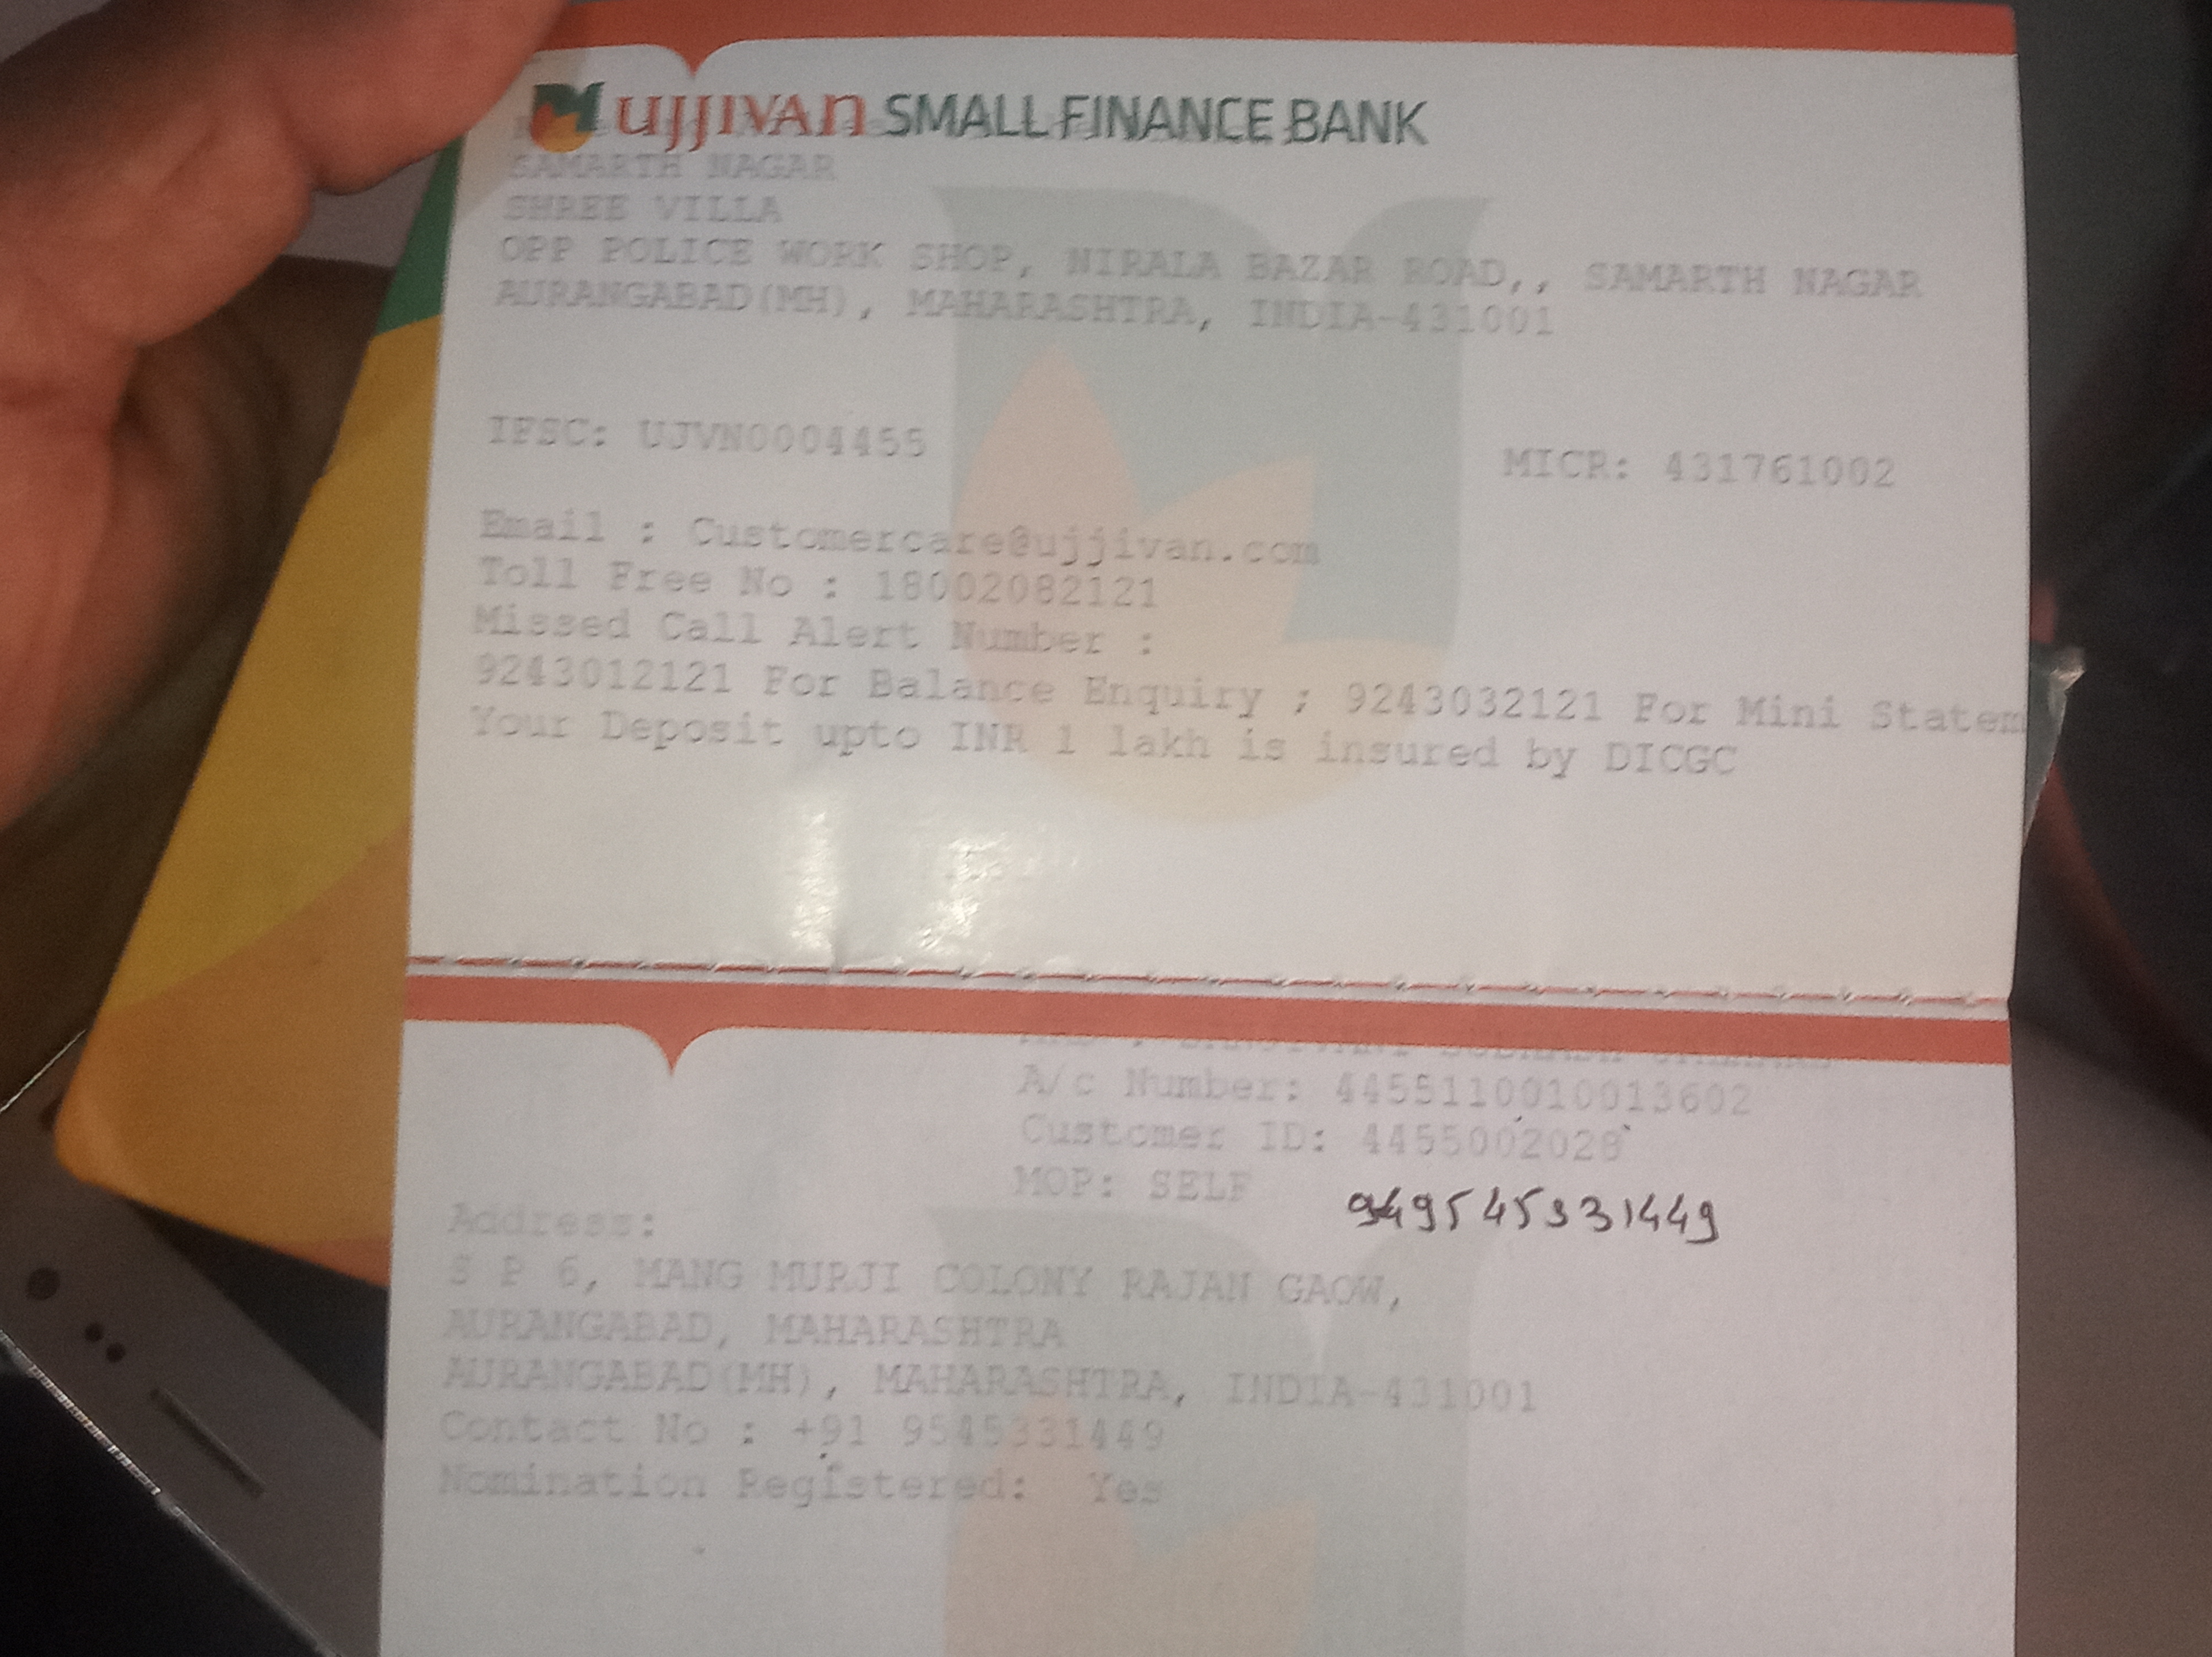 UJJIVAN SMALL FINANCE BANK
SAMARTH NAGAR
SHREE VILLA
OPP POLICE WORK SHOP, NIRALA BAZAR ROAD,, SAMARTH NAGAR
AURANGABAD(MH), MAHARASHTRA, INDIA-431001
IFSC: UJVN0004455
MICR: 431761002
Email : Customercare@ujjivan.com
Toll Free No : 18002082121
Missed Call Alert Number :
9243012121 For Balance Enquiry ; 9243032121 For Mini Statem
Your Deposit upto INR 1 lakh is insured by DICGC
A/c Number: 4455110010013602
Customer ID: 4455002028
MOP: SELF
Address:
S P 6, MANG MURJI COLONY RAJAN GAOW,
AURANGABAD, MAHARASHTRA
AURANGABAD(MH), MAHARASHTRA, INDIA-431001
Contact No : +91 9545331449
Nomination Registered: Yes